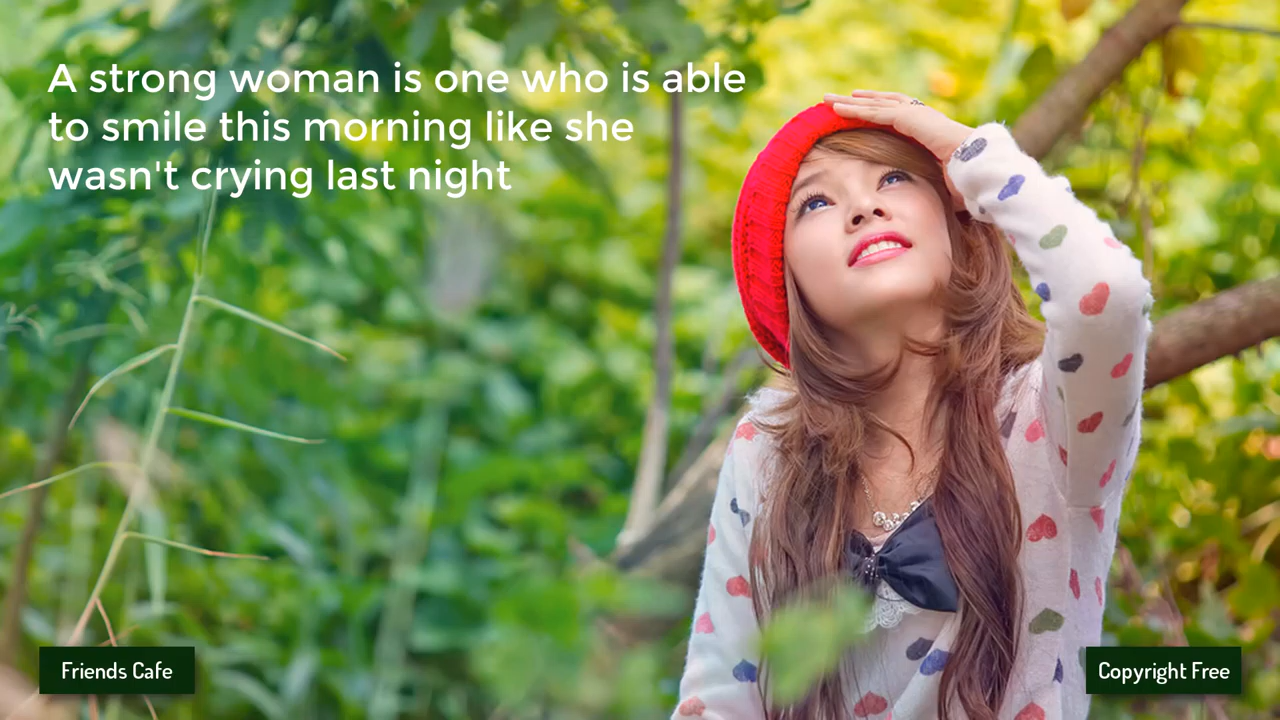 A strong woman is one who is able
to smile this morning like she
wasn't crying last night
Friends Cafe
Copyright Free